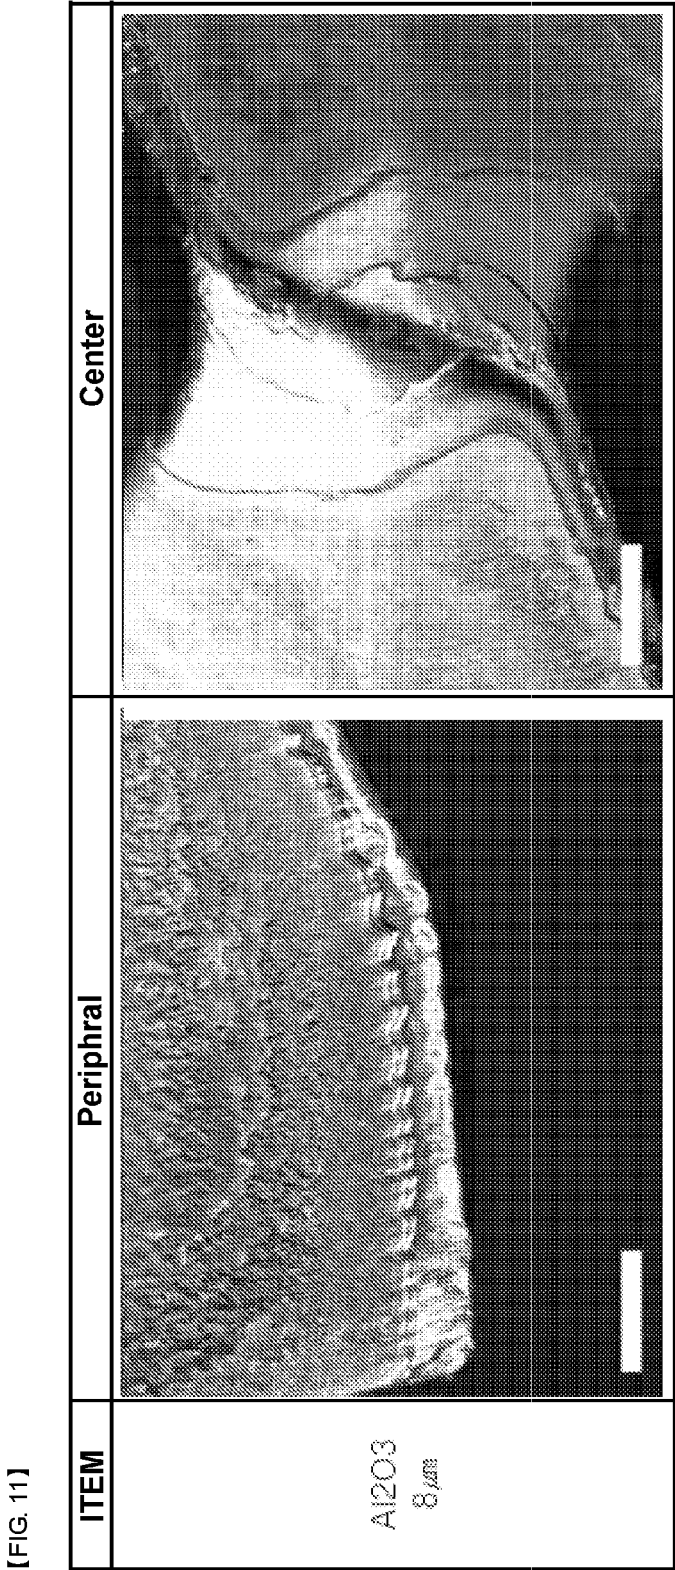 【FIG. 11】
ITEM
Periphral
Center
Al2O3
8㎛